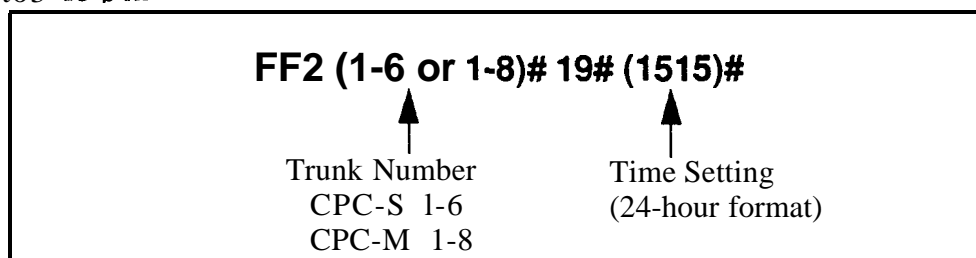 FF2 (1-6 or 1-8)# 19# (1515)#
Trunk Number
CPC-S 1-6
CPC-M 1-8
Time Setting
(24-hour format)